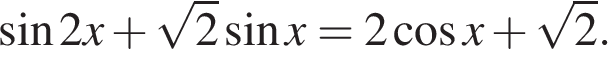 sin 2x + √2 sin x = 2 cos x + √2.